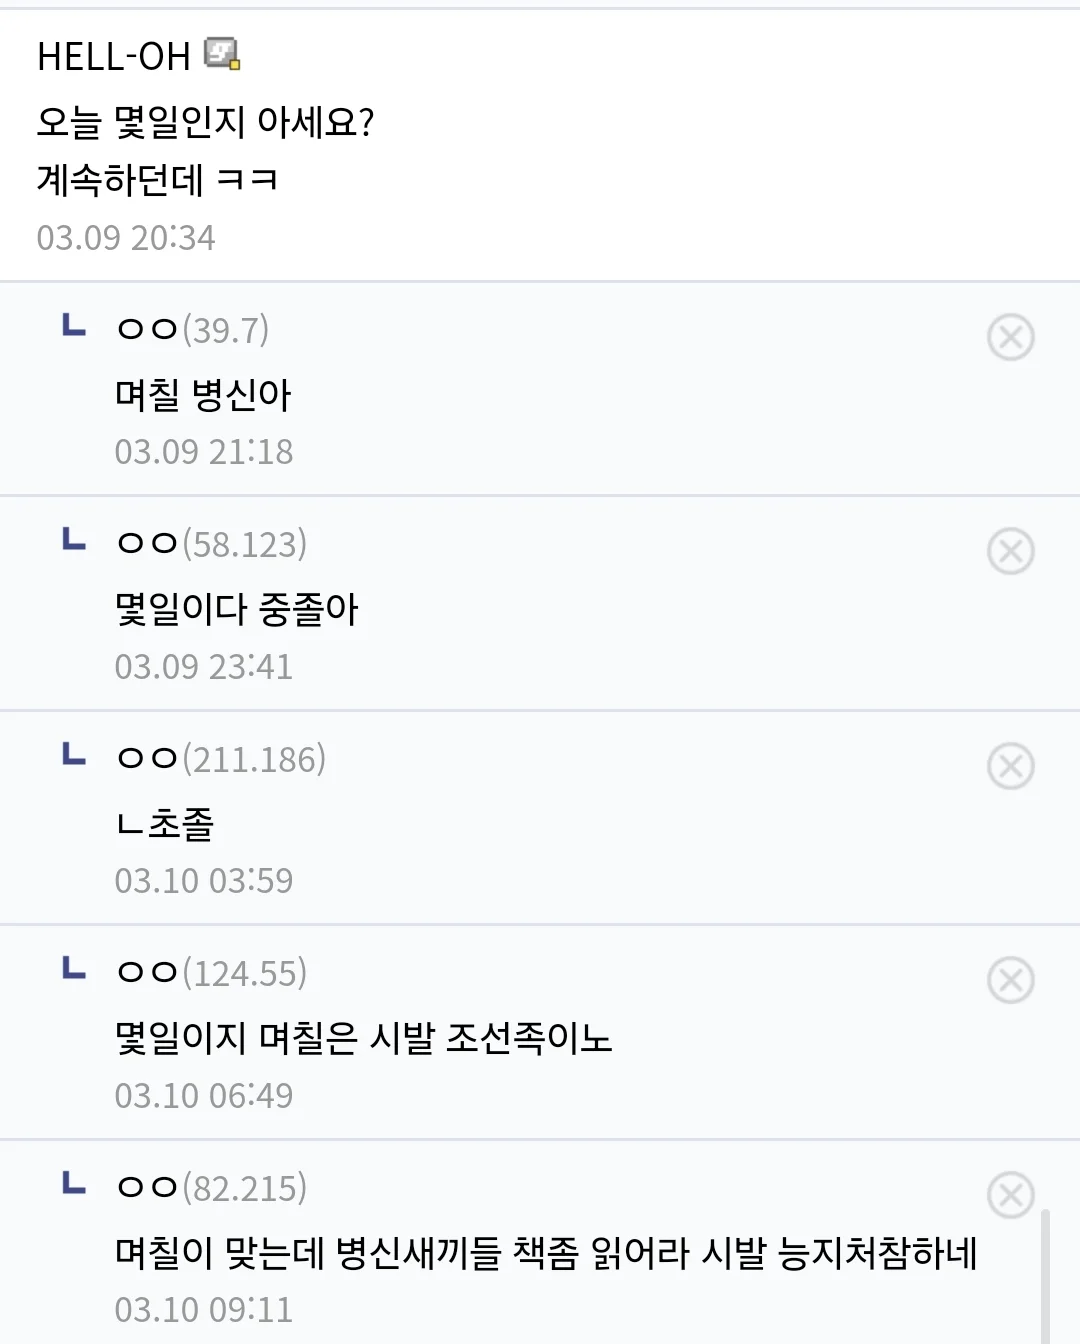 HELL-OH
오늘 몇일인지 아세요?
계속하던데 ㅋㅋ
03.09 20:34
ㅇㅇ(39.7)
며칠 병신아
03.09 21:18
ㅇㅇ(58.123)
몇일이다 중졸아
03.09 23:41
ㅇㅇ(211.186)
ㄴ초졸
03.10 03:59
ㅇㅇ(124.55)
몇일이지 며칠은 시발 조선족이노
03.10 06:49
ㅇㅇ(82.215)
며칠이 맞는데 병신새끼들 책좀 읽어라 시발 능지처참하네
03.10 09:11